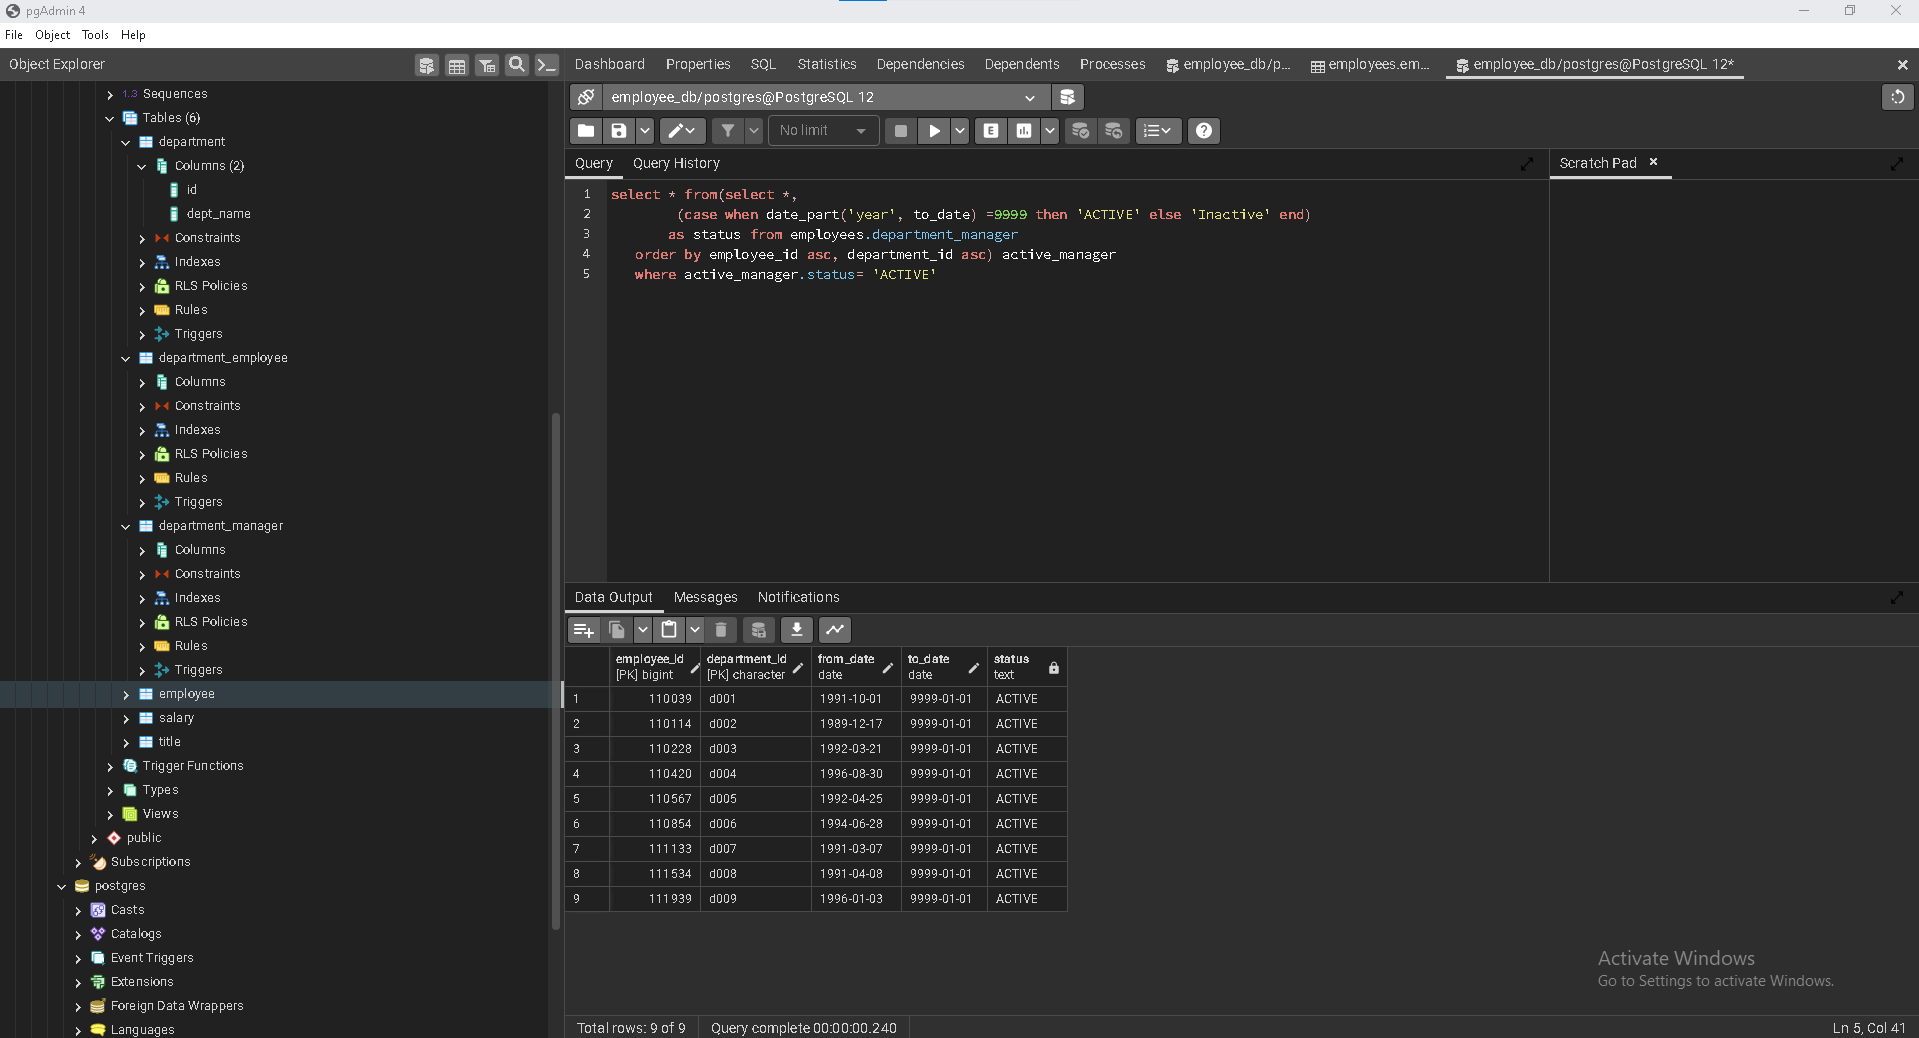 pgAdmin 4
File Object Tools Help
Object Explorer
Dashboard Properties SQL Statistics Dependencies Dependents Processes employee_db/p... employees.em... employee_db/postgres@PostgreSQL 12*
1.3 Sequences
Tables (6)
department
Columns (2)
id
dept_name
Constraints
Indexes
RLS Policies
Rules
Triggers
department_employee
Columns
Constraints
Indexes
RLS Policies
Rules
Triggers
department_manager
Columns
Constraints
Indexes
RLS Policies
Rules
Triggers
employee
salary
title
Trigger Functions
Types
Views
public
Subscriptions
postgres
Casts
Catalogs
Event Triggers
Extensions
Foreign Data Wrappers
Languages
employee_db/postgres@PostgreSQL 12
No limit
E
Query Query History
Scratch Pad
1 select * from(select *,
2 (case when date_part('year', to_date) =9999 then 'ACTIVE' else 'Inactive' end)
3 as status from employees.department_manager
4 order by employee_id asc, department_id asc) active_manager
5 where active_manager.status= 'ACTIVE'
Data Output Messages Notifications
employee_id department_id from_date to_date status
[PK] bigint [PK] character date date text
1 110039 d001 1991-10-01 9999-01-01 ACTIVE
2 110114 d002 1989-12-17 9999-01-01 ACTIVE
3 110228 d003 1992-03-21 9999-01-01 ACTIVE
4 110420 d004 1996-08-30 9999-01-01 ACTIVE
5 110567 d005 1992-04-25 9999-01-01 ACTIVE
6 110854 d006 1994-06-28 9999-01-01 ACTIVE
7 111133 d007 1991-03-07 9999-01-01 ACTIVE
8 111534 d008 1991-04-08 9999-01-01 ACTIVE
9 111939 d009 1996-01-03 9999-01-01 ACTIVE
Activate Windows
Go to Settings to activate Windows.
Total rows: 9 of 9 Query complete 00:00:00.240 Ln 5, Col 41